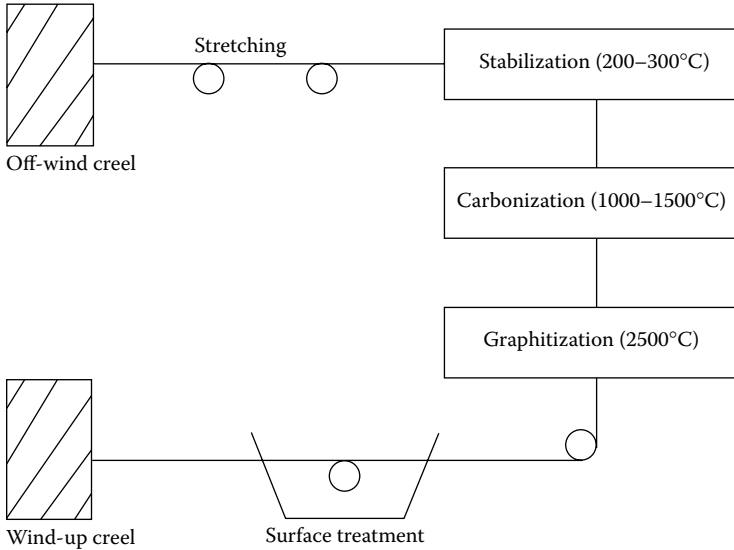 Stretching
Stabilization (200–300°C)
Off-wind creel
Carbonization (1000–1500°C)
Graphitization (2500°C)
Wind-up creel
Surface treatment